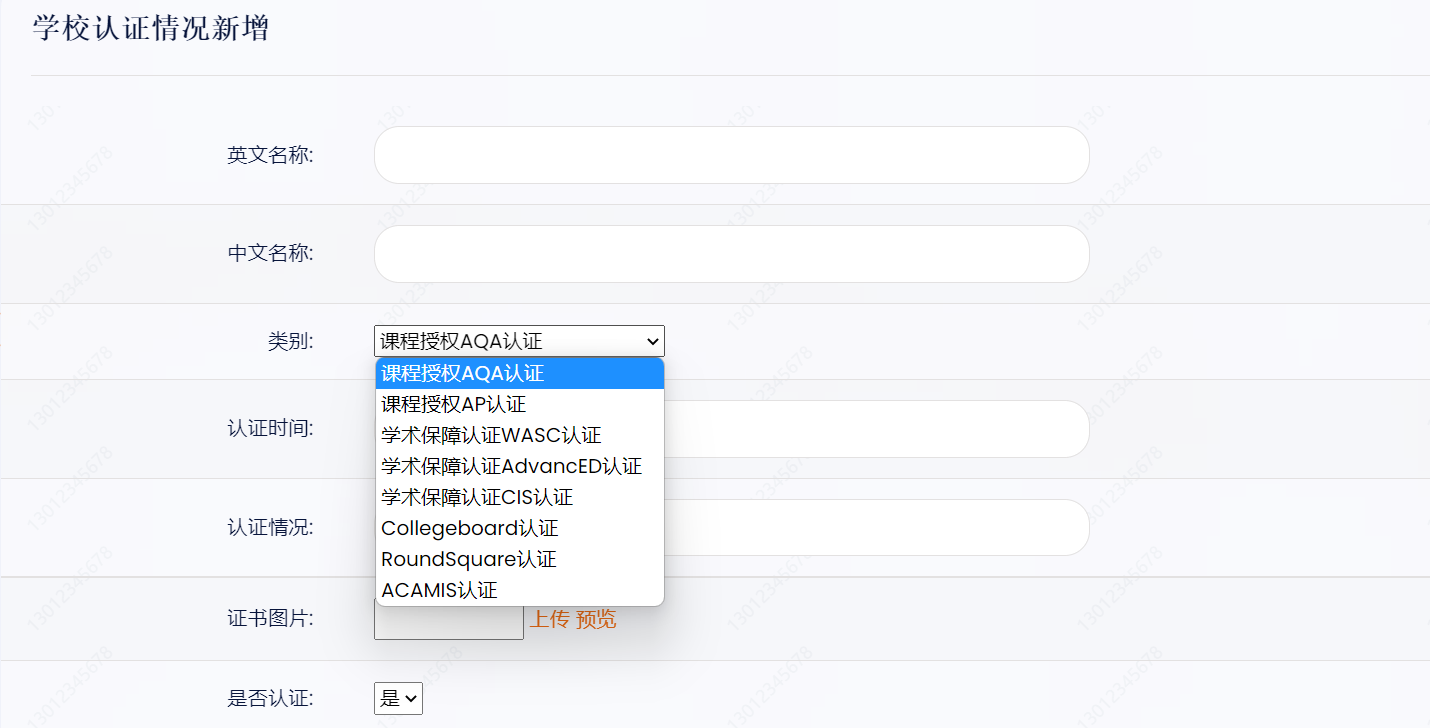 学校认证情况新增
英文名称:
中文名称:
类别: 课程授权AQA认证
课程授权AQA认证
课程授权AP认证
学术保障认证WASC认证
学术保障认证AdvancED认证
学术保障认证CIS认证
Collegeboard认证
RoundSquare认证
ACAMIS认证
认证时间:
认证情况:
证书图片: 上传 预览
是否认证: 是
13012345678